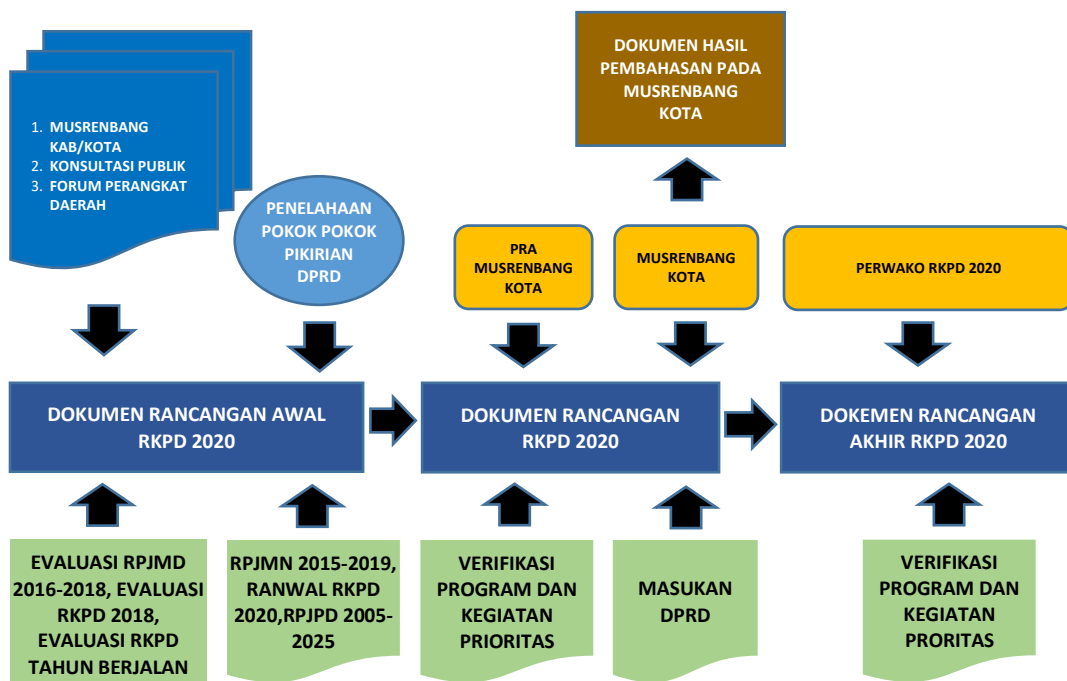 1. MUSRENBANG
KAB/KOTA
2. KONSULTASI PUBLIK
3. FORUM PERANGKAT
DAERAH
PENELAHAAN
POKOK POKOK
PIKIRIAN
DPRD
DOKUMEN HASIL
PEMBAHASAN PADA
MUSRENBANG
KOTA
PRA
MUSRENBANG
KOTA
MUSRENBANG
KOTA
PERWAKO RKPD 2020
DOKUMEN RANCANGAN AWAL
RKPD 2020
DOKUMEN RANCANGAN
RKPD 2020
DOKEMEN RANCANGAN
AKHIR RKPD 2020
EVALUASI RPJMD
2016-2018, EVALUASI
RKPD 2018,
EVALUASI RKPD
TAHUN BERJALAN
RPJMN 2015-2019,
RANWAL RKPD
2020,RPJPD 2005-
2025
VERIFIKASI
PROGRAM DAN
KEGIATAN
PRIORITAS
MASUKAN
DPRD
VERIFIKASI
PROGRAM DAN
KEGIATAN
PRORITAS